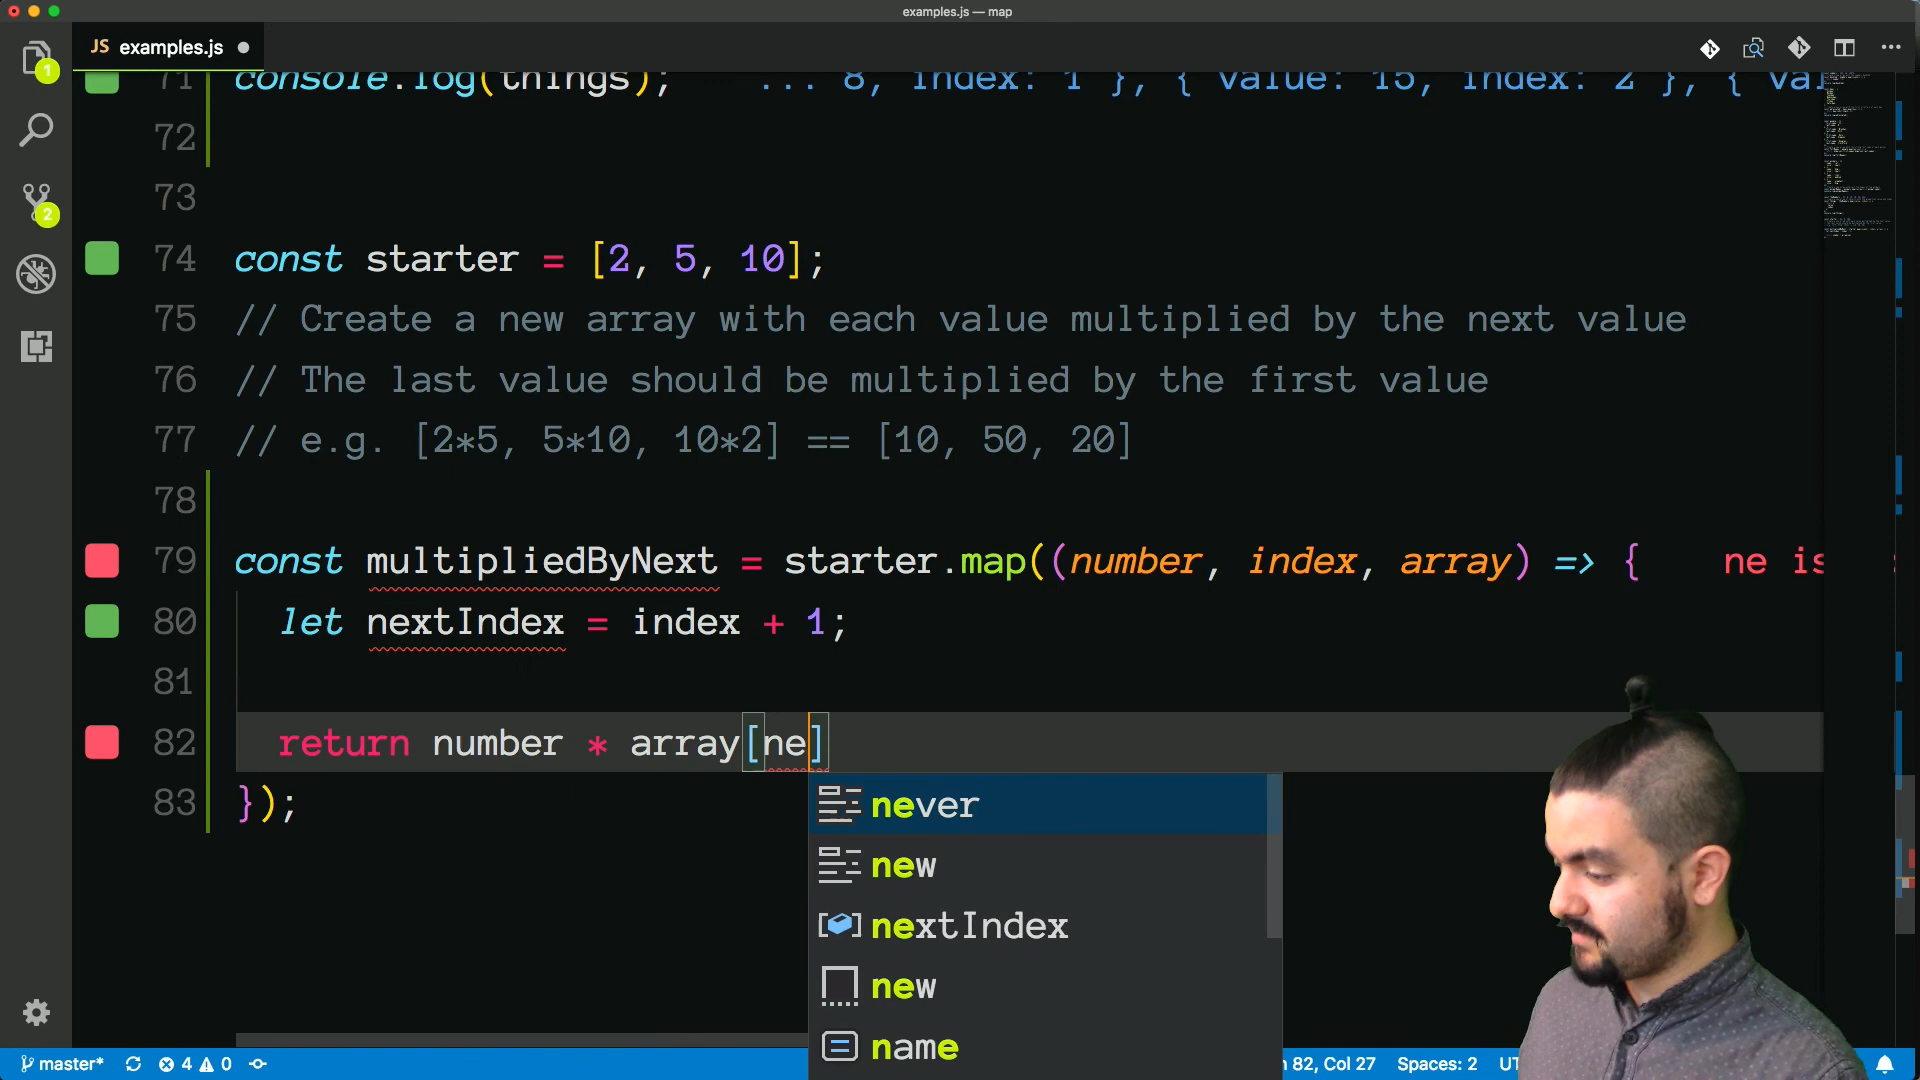 examples.js — map
JS examples.js
1
71 console.log(things); ... 8, index: 1 }, { value: 15, index: 2 }, { val
72
73
2
74 const starter = [2, 5, 10];
75 // Create a new array with each value multiplied by the next value
76 // The last value should be multiplied by the first value
77 // e.g. [2*5, 5*10, 10*2] == [10, 50, 20]
78
79 const multipliedByNext = starter.map((number, index, array) => { ne is
80 let nextIndex = index + 1;
81
82 return number * array[ne]
83 });
never
new
nextIndex
new
name
master* 4 0 82, Col 27 Spaces: 2